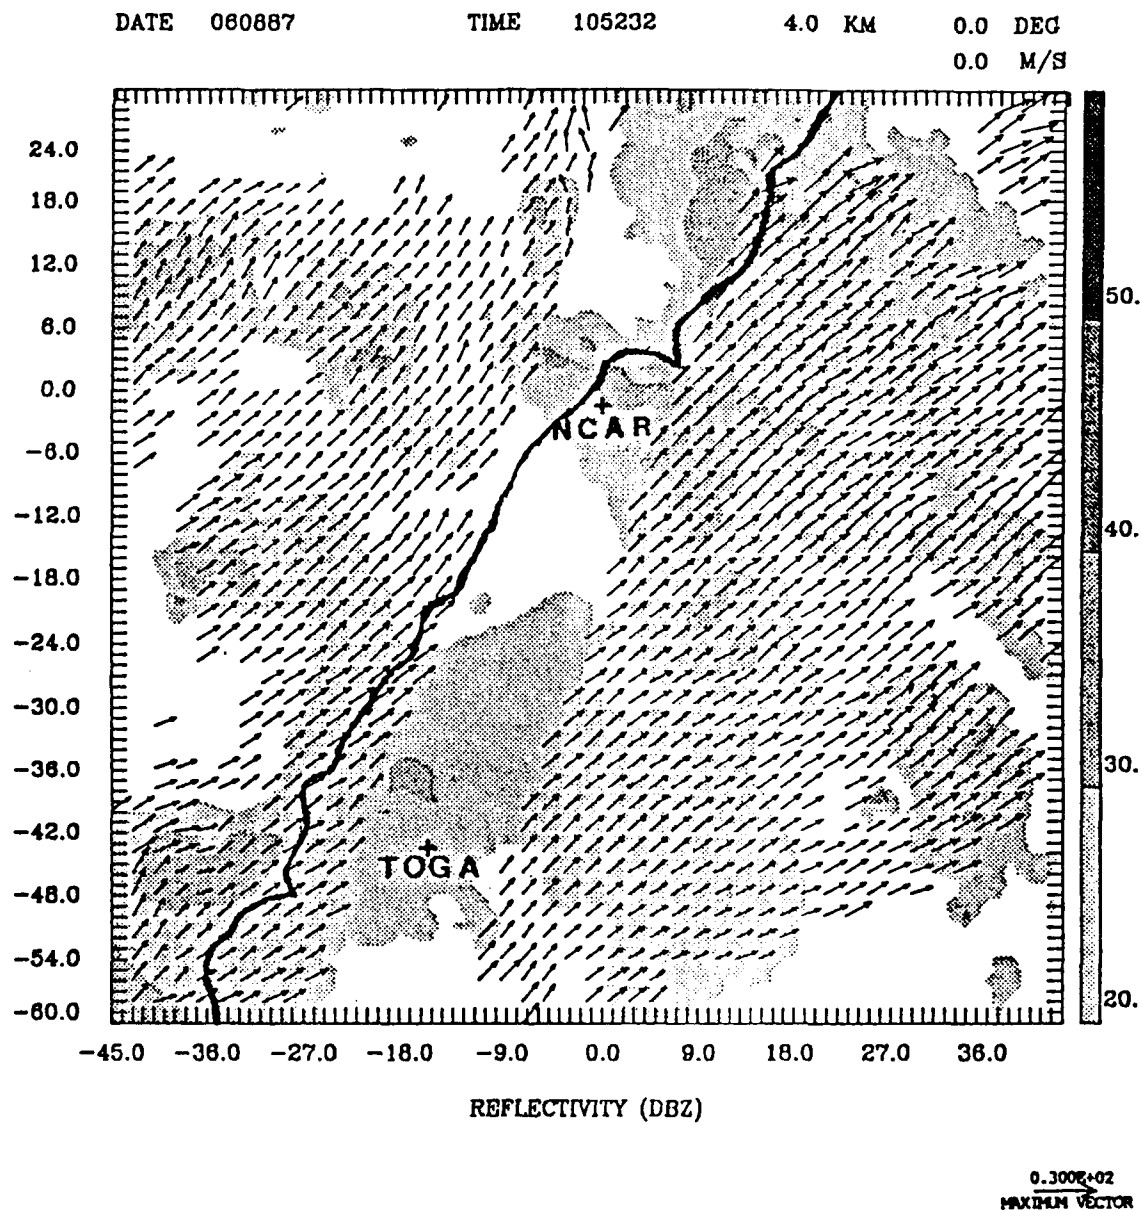 DATE 060887 TIME 105232 4.0 KM 0.0 DEG
0.0 M/S
24.0
18.0
12.0
6.0
0.0
-6.0
-12.0
-18.0
-24.0
-30.0
-36.0
-42.0
-48.0
-54.0
-60.0
50.
40.
30.
20.
NCAR
TOGA
-45.0 -36.0 -27.0 -18.0 -9.0 0.0 9.0 18.0 27.0 36.0
REFLECTIVITY (DBZ)
0.300E+02
MAXIMUM VECTOR